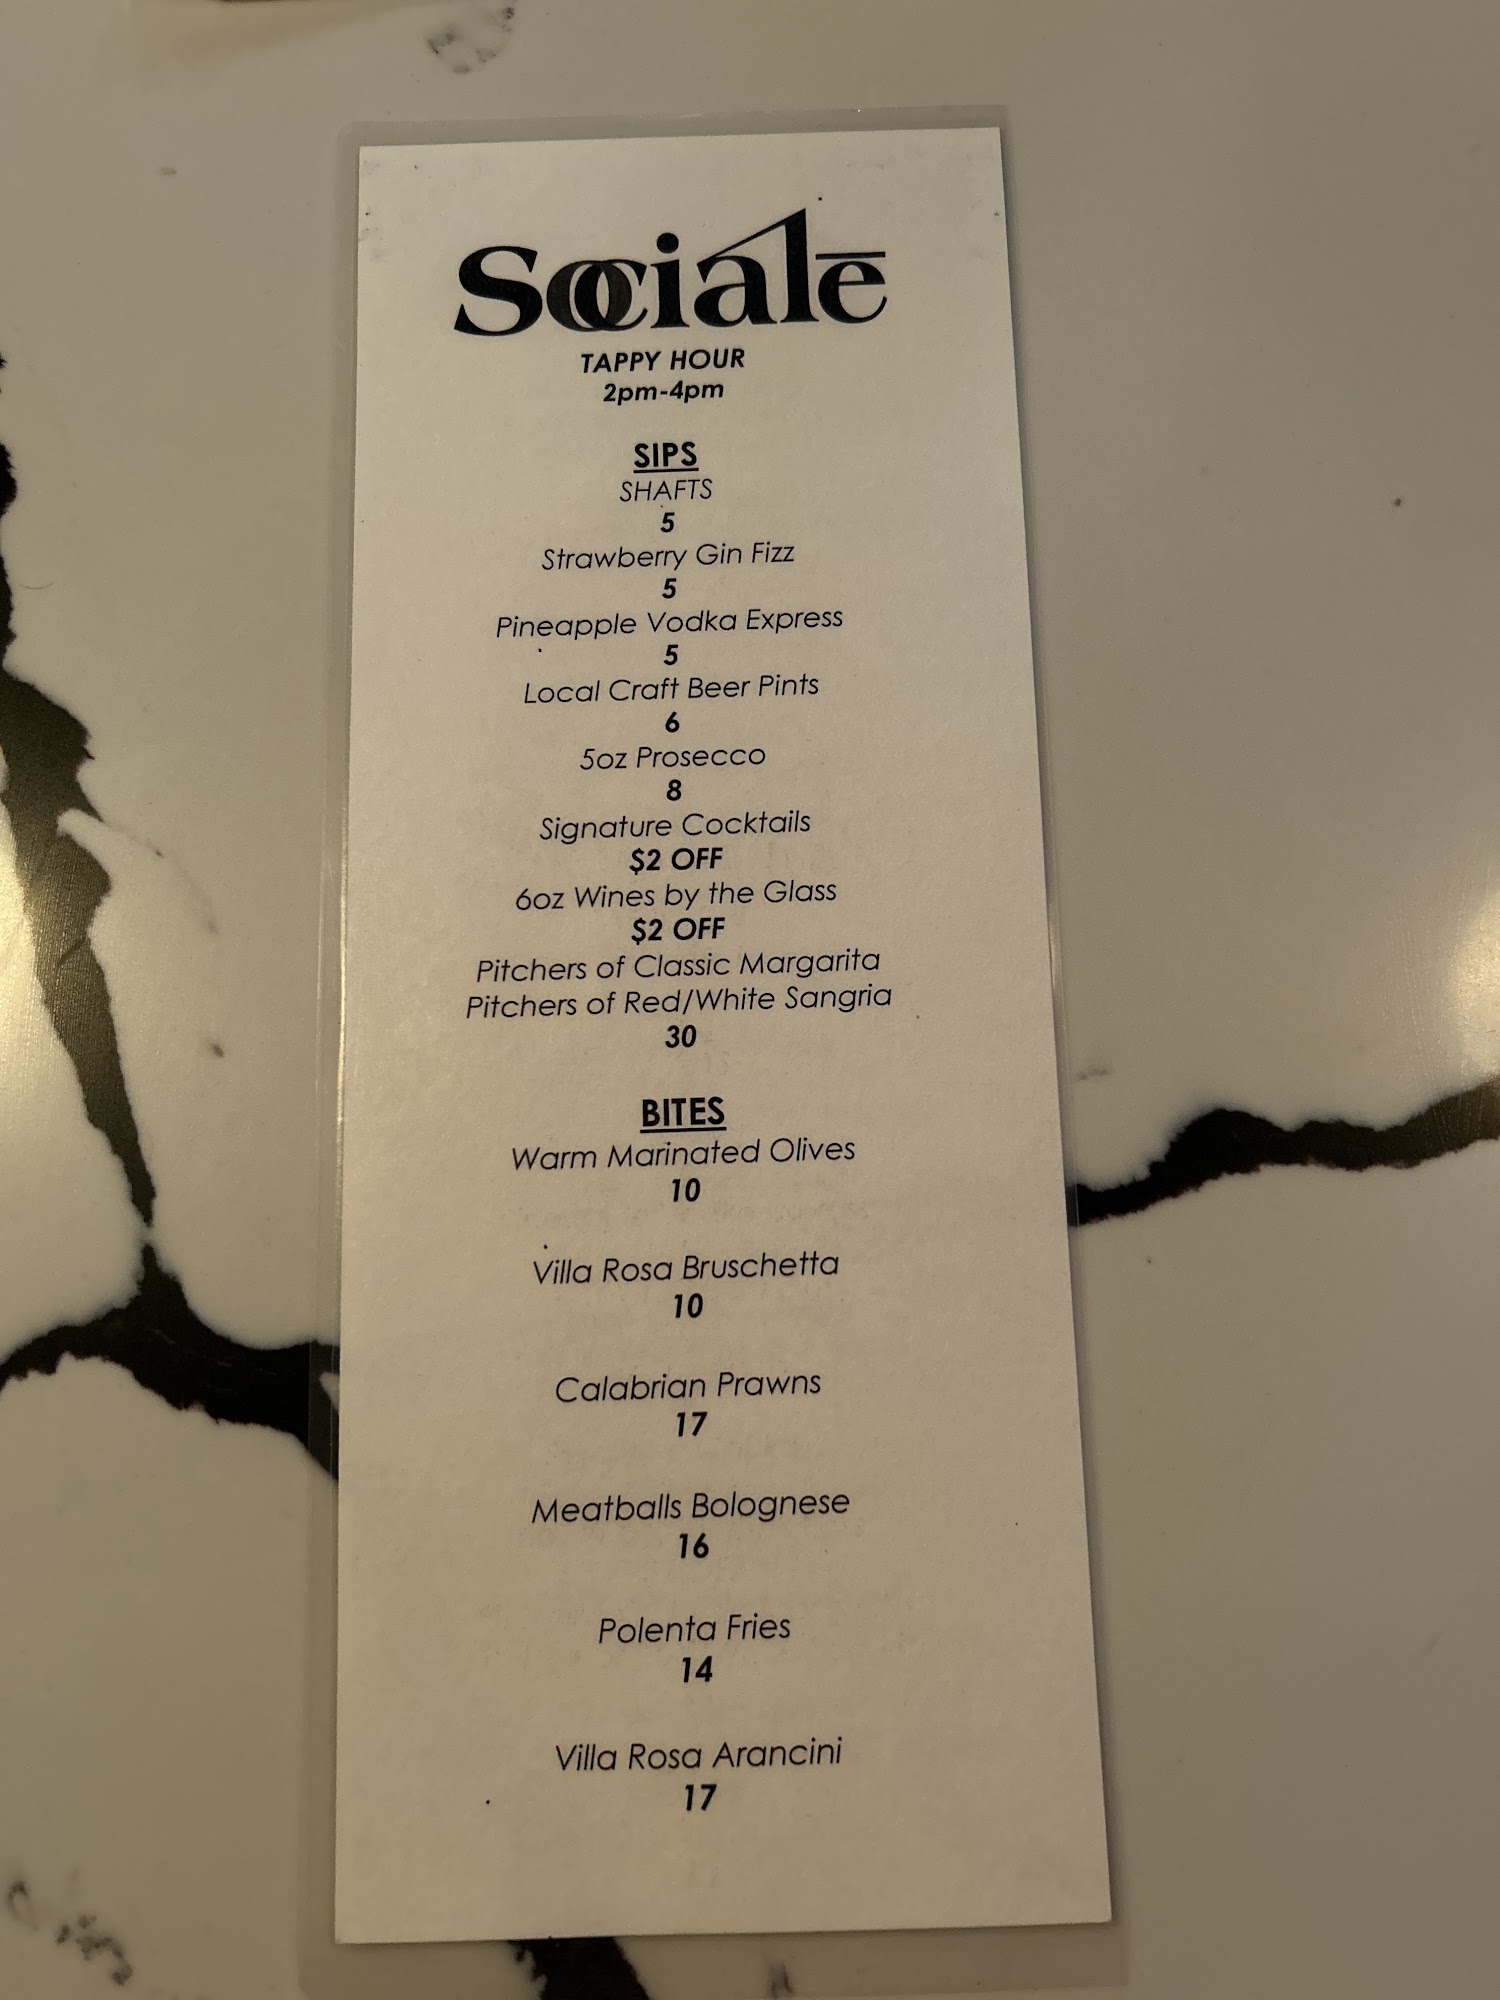 Socialē
TAPPY HOUR
2pm-4pm
SIPS
SHAFTS
5
Strawberry Gin Fizz
5
Pineapple Vodka Express
5
Local Craft Beer Pints
6
5oz Prosecco
8
Signature Cocktails
$2 OFF
6oz Wines by the Glass
$2 OFF
Pitchers of Classic Margarita
Pitchers of Red/White Sangria
30
BITES
Warm Marinated Olives
10
Villa Rosa Bruschetta
10
Calabrian Prawns
17
Meatballs Bolognese
16
Polenta Fries
14
Villa Rosa Arancini
17